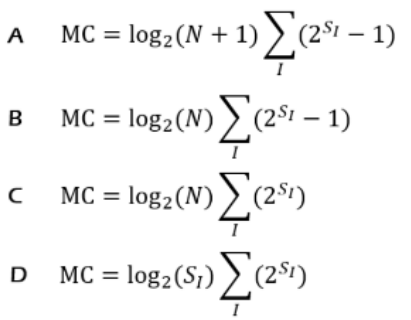 A MC = log₂(N + 1) ∑_I (2^{S_I} − 1)
B MC = log₂(N) ∑_I (2^{S_I} − 1)
C MC = log₂(N) ∑_I (2^{S_I})
D MC = log₂(S_I) ∑_I (2^{S_I})